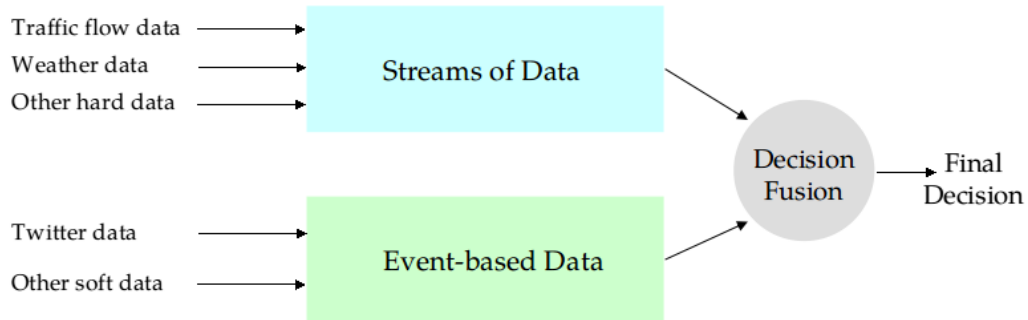 Traffic flow data
Weather data
Other hard data
Streams of Data
Twitter data
Other soft data
Event-based Data
Decision
Fusion
Final
Decision